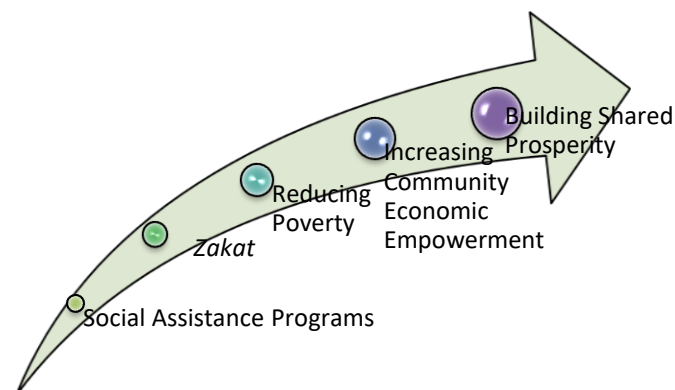 Building Shared
Prosperity
Increasing
Community
Economic
Empowerment
Reducing
Poverty
Zakat
Social Assistance Programs